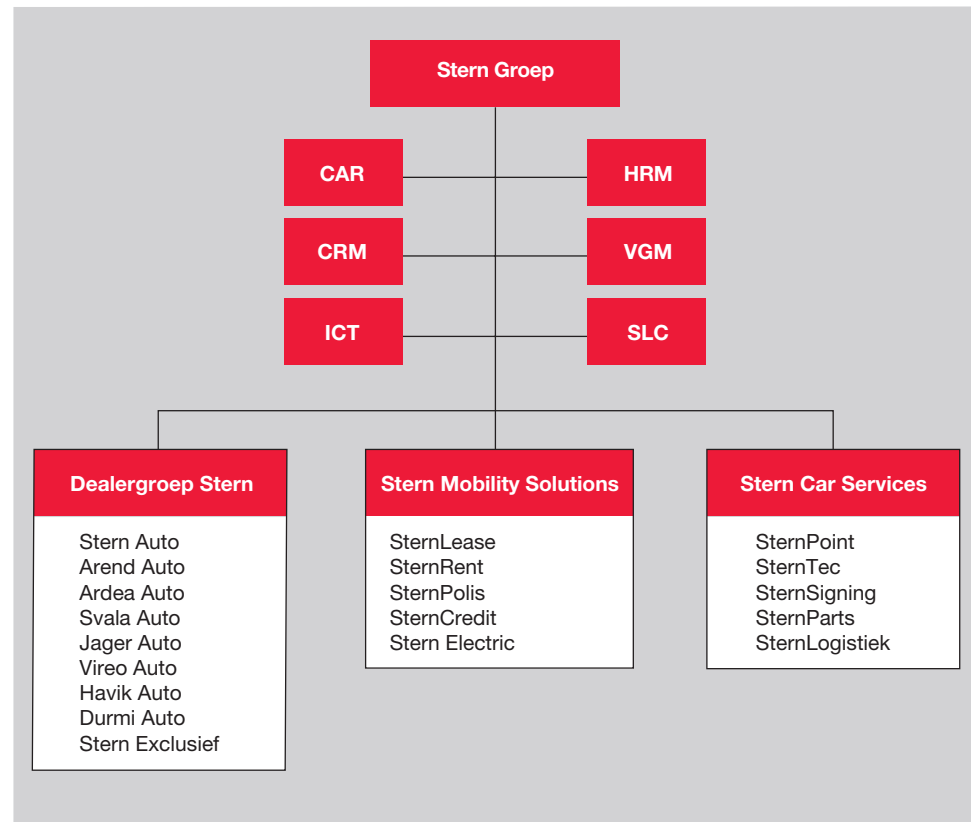 Stern Groep
CAR
HRM
CRM
VGM
ICT
SLC
Dealergroep Stern
Stern Auto
Arend Auto
Ardea Auto
Svala Auto
Jager Auto
Vireo Auto
Havik Auto
Durmi Auto
Stern Exclusief
Stern Mobility Solutions
SternLease
SternRent
SternPolis
SternCredit
Stern Electric
Stern Car Services
SternPoint
SternTec
SternSigning
SternParts
SternLogistiek